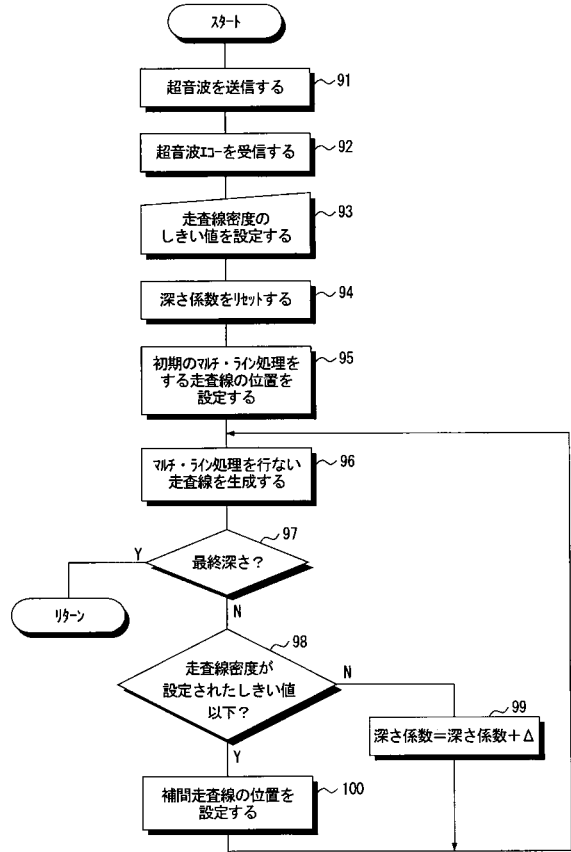 スタート
超音波を送信する
91
超音波エコーを受信する
92
走査線密度の
しきい値を設定する
93
深さ係数をリセットする
94
初期のマルチ・ライン処理を
する走査線の位置を
設定する
95
マルチ・ライン処理を行ない
走査線を生成する
96
97
最終深さ?
Y
リターン
N
98
走査線密度が
設定されたしきい値
以下?
N
99
深さ係数=深さ係数+Δ
Y
補間走査線の位置を
設定する
100